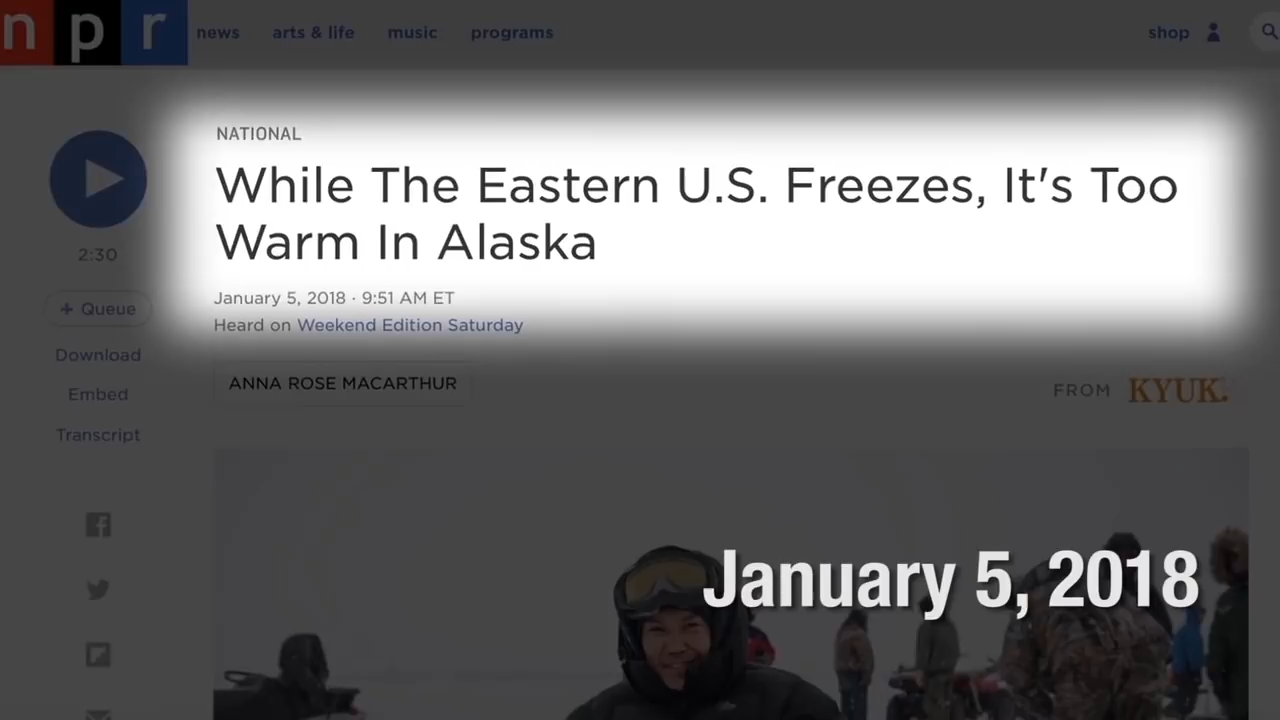 npr
news
arts & life
music
programs
shop
NATIONAL
While The Eastern U.S. Freezes, It's Too
Warm In Alaska
January 5, 2018 · 9:51 AM ET
Heard on Weekend Edition Saturday
2:30
+ Queue
Download
Embed
Transcript
ANNA ROSE MACARTHUR
FROM KYUK.
January 5, 2018